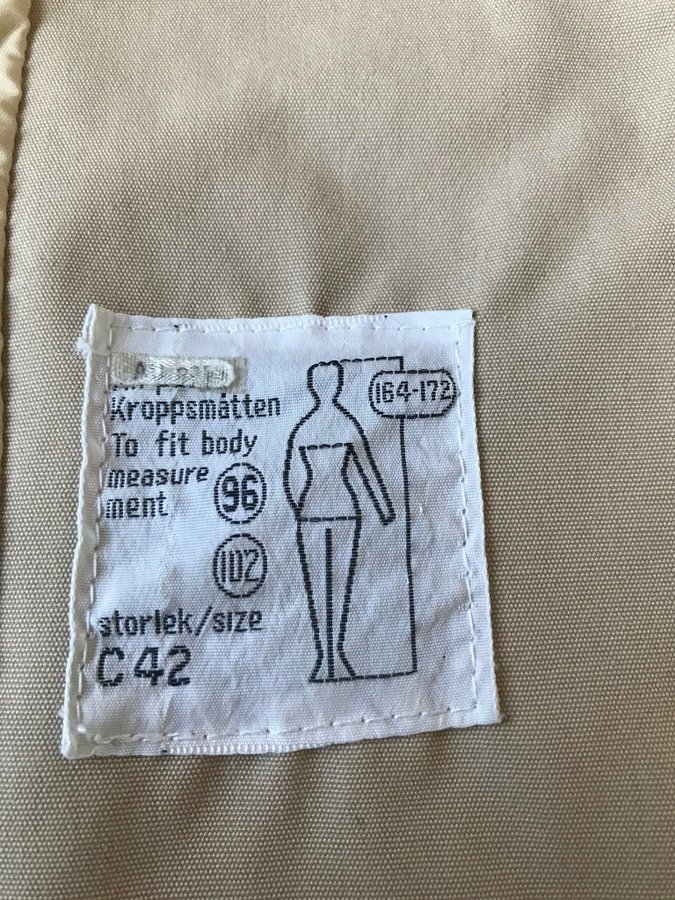 Kroppsmåtten
To fit body
measure
ment
96
102
storlek/size
C 42
164-172